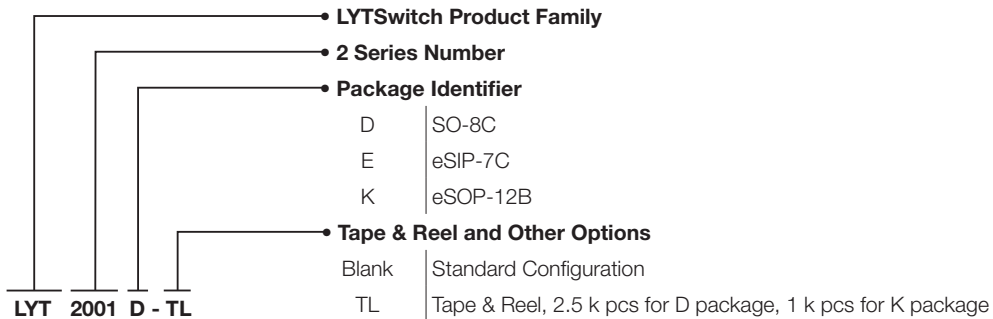 LYTSwitch Product Family
2 Series Number
Package Identifier
D SO-8C
E eSIP-7C
K eSOP-12B
Tape & Reel and Other Options
Blank Standard Configuration
LYT 2001 D - TL TL Tape & Reel, 2.5 k pcs for D package, 1 k pcs for K package